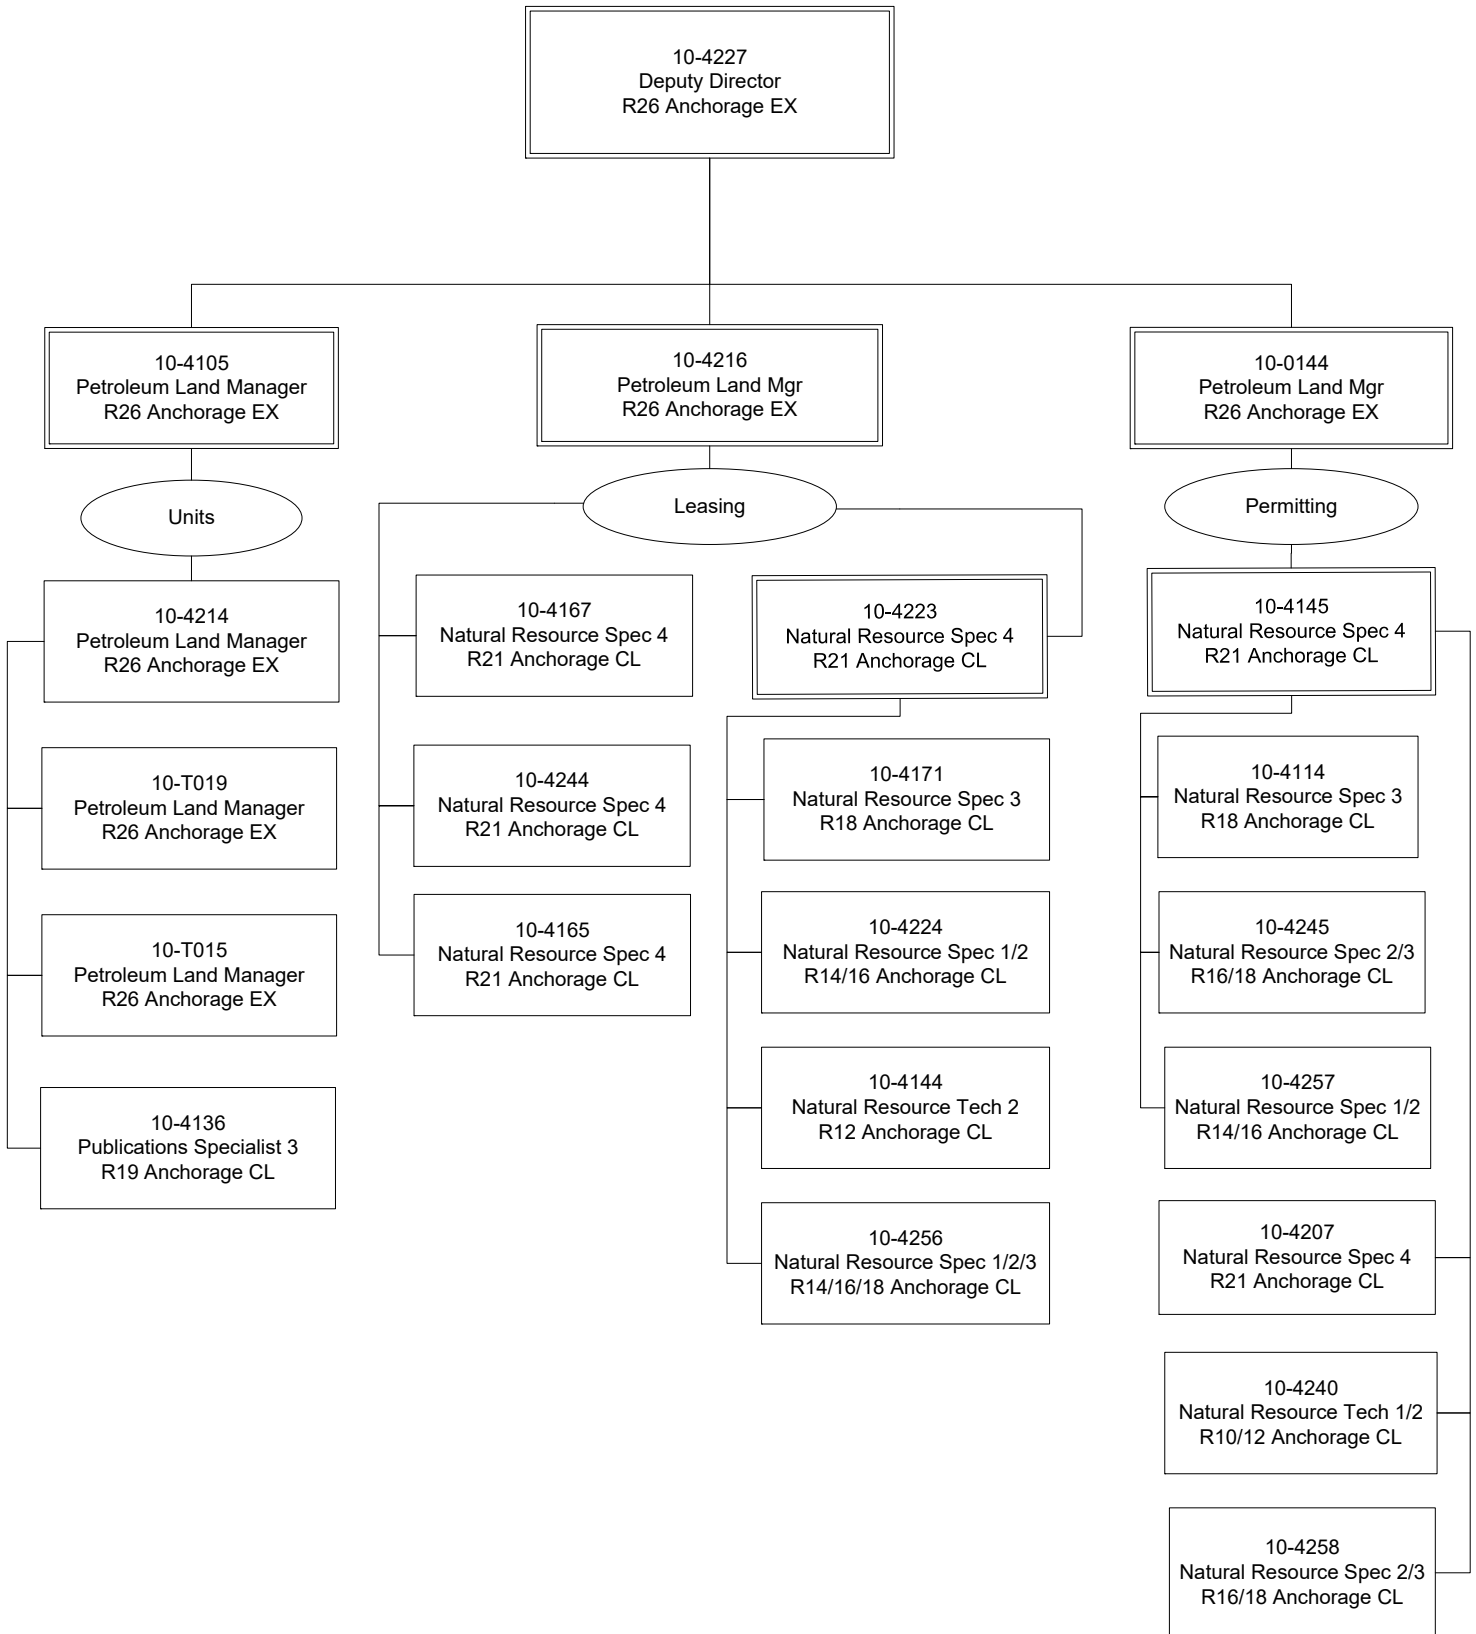 10-4227
Deputy Director
R26 Anchorage EX
10-4105
Petroleum Land Manager
R26 Anchorage EX
10-4216
Petroleum Land Mgr
R26 Anchorage EX
10-0144
Petroleum Land Mgr
R26 Anchorage EX
Units
Leasing
Permitting
10-4214
Petroleum Land Manager
R26 Anchorage EX
10-T019
Petroleum Land Manager
R26 Anchorage EX
10-T015
Petroleum Land Manager
R26 Anchorage EX
10-4136
Publications Specialist 3
R19 Anchorage CL
10-4167
Natural Resource Spec 4
R21 Anchorage CL
10-4244
Natural Resource Spec 4
R21 Anchorage CL
10-4165
Natural Resource Spec 4
R21 Anchorage CL
10-4223
Natural Resource Spec 4
R21 Anchorage CL
10-4171
Natural Resource Spec 3
R18 Anchorage CL
10-4224
Natural Resource Spec 1/2
R14/16 Anchorage CL
10-4144
Natural Resource Tech 2
R12 Anchorage CL
10-4256
Natural Resource Spec 1/2/3
R14/16/18 Anchorage CL
10-4145
Natural Resource Spec 4
R21 Anchorage CL
10-4114
Natural Resource Spec 3
R18 Anchorage CL
10-4245
Natural Resource Spec 2/3
R16/18 Anchorage CL
10-4257
Natural Resource Spec 1/2
R14/16 Anchorage CL
10-4207
Natural Resource Spec 4
R21 Anchorage CL
10-4240
Natural Resource Tech 1/2
R10/12 Anchorage CL
10-4258
Natural Resource Spec 2/3
R16/18 Anchorage CL